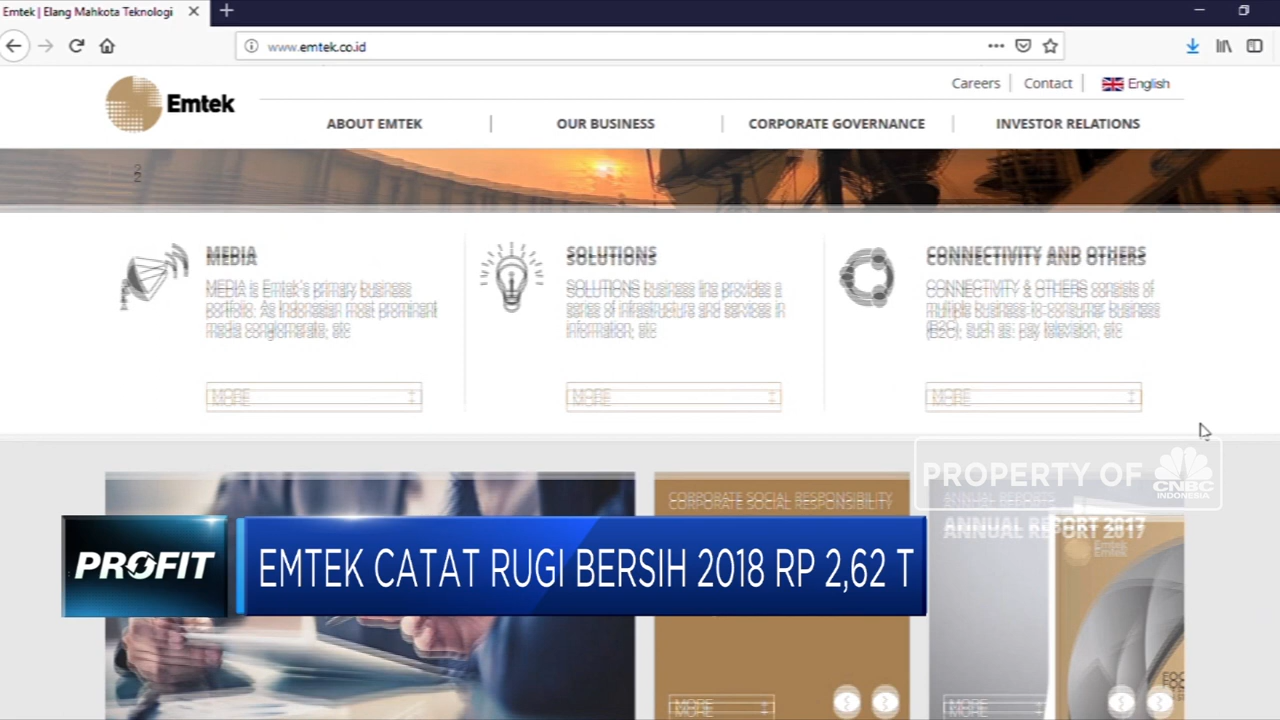 Emtek | Elang Mahkota Teknologi
www.emtek.co.id
Careers | Contact | English
Emtek
ABOUT EMTEK | OUR BUSINESS | CORPORATE GOVERNANCE | INVESTOR RELATIONS
MEDIA
MEDIA is Emtek's primary business
portfolio. As Indonesian most prominent
media conglomerate, etc
MORE
SOLUTIONS
SOLUTIONS business line provides a
series of infrastructure and services in
information, etc
MORE
CONNECTIVITY AND OTHERS
CONNECTIVITY & OTHERS consists of
multiple business-to-consumer business
(B2C), such as: pay television, etc
MORE
PROPERTY OF CNBC INDONESIA
CORPORATE SOCIAL RESPONSIBILITY
MORE
ANNUAL REPORTS
ANNUAL REPORT 2017
Emtek
MORE
PROFIT
EMTEK CATAT RUGI BERSIH 2018 RP 2,62 T